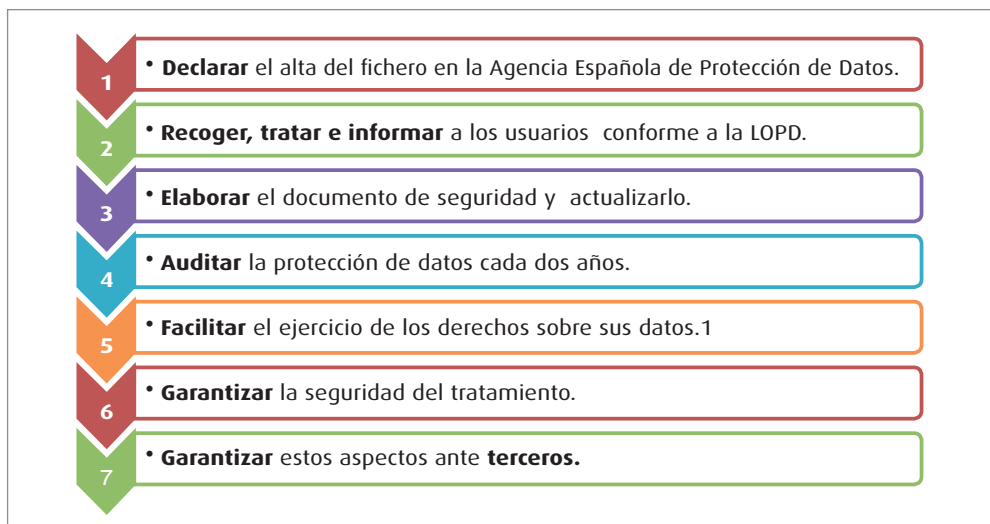 1 • Declarar el alta del fichero en la Agencia Española de Protección de Datos.
2 • Recoger, tratar e informar a los usuarios conforme a la LOPD.
3 • Elaborar el documento de seguridad y actualizarlo.
4 • Auditar la protección de datos cada dos años.
5 • Facilitar el ejercicio de los derechos sobre sus datos.1
6 • Garantizar la seguridad del tratamiento.
7 • Garantizar estos aspectos ante terceros.